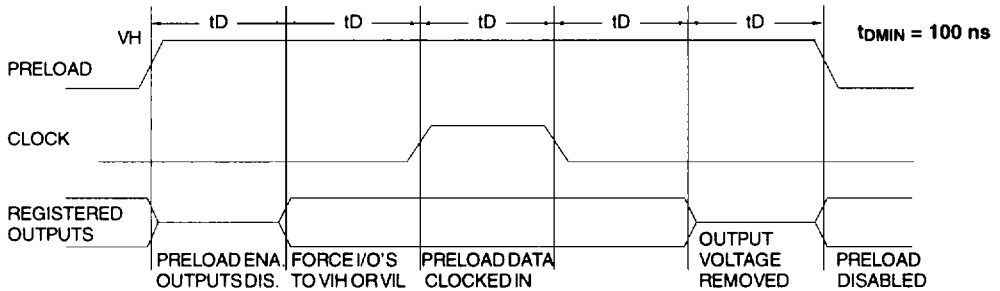 tD tD tD tD tD
VH
tDMIN = 100 ns
PRELOAD
CLOCK
REGISTERED
OUTPUTS
PRELOAD ENA.
OUTPUTS DIS.
FORCE I/O'S
TO VIH OR VIL
PRELOAD DATA
CLOCKED IN
OUTPUT
VOLTAGE
REMOVED
PRELOAD
DISABLED